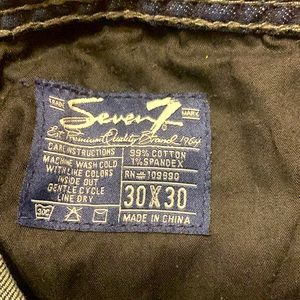 TRADE MARK
Seven7
Est. Premium Quality Brand 1964
CARE INSTRUCTIONS
MACHINE WASH COLD
WITH LIKE COLORS
INSIDE OUT
GENTLE CYCLE
LINE DRY
30C
99% COTTON
1% SPANDEX
RN# 109890
30X30
MADE IN CHINA